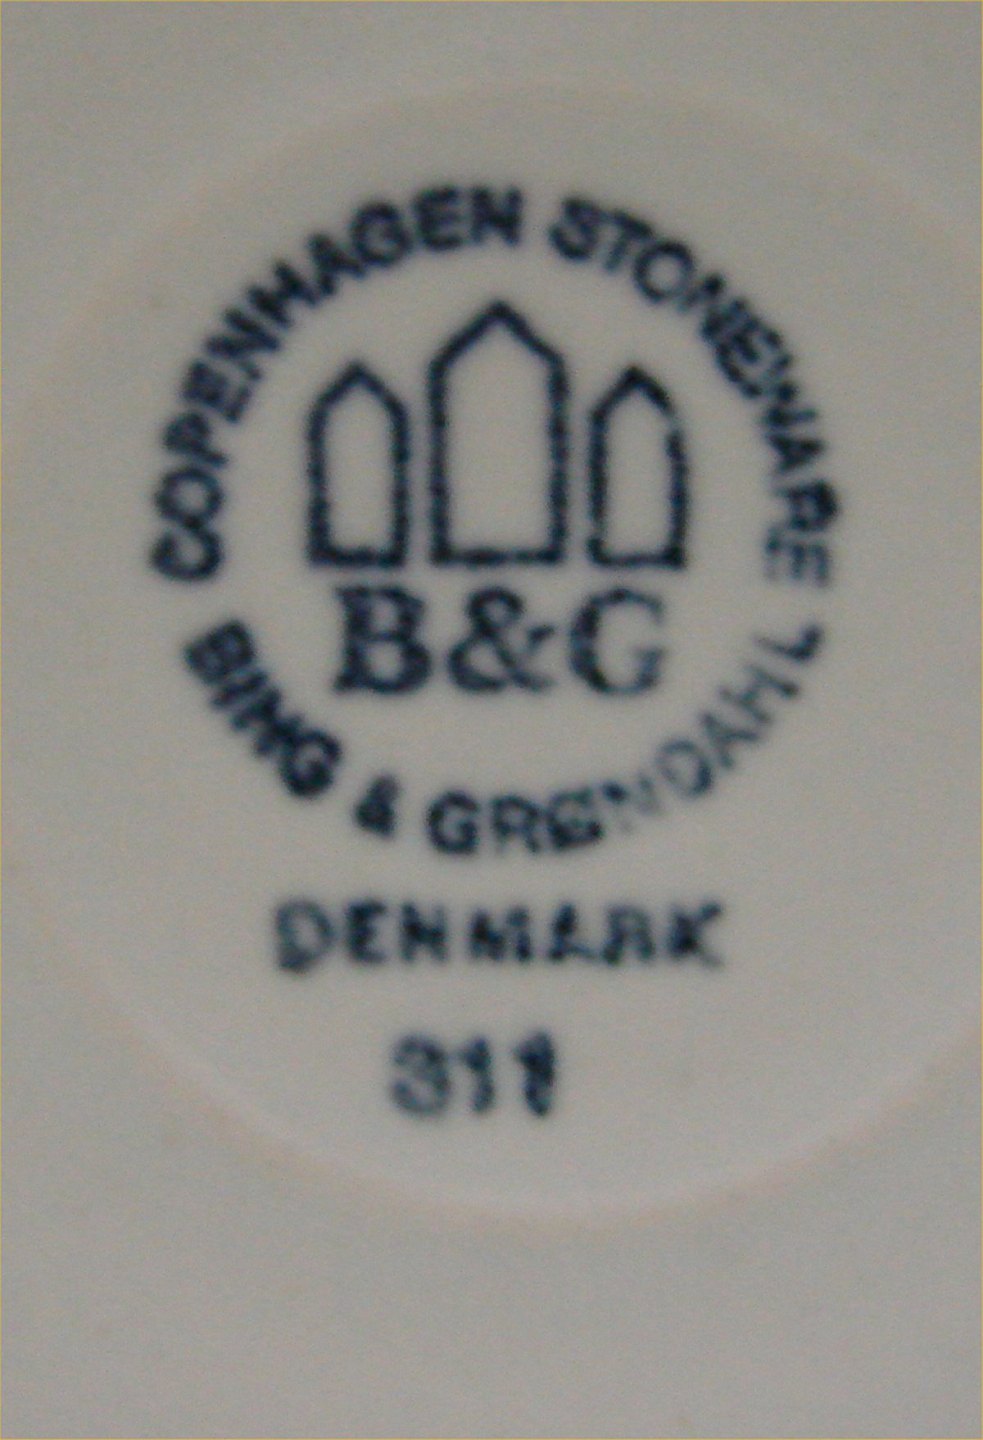 COPENHAGEN STONEWARE
B&G
BING & GRØNDAHL
DENMARK
311